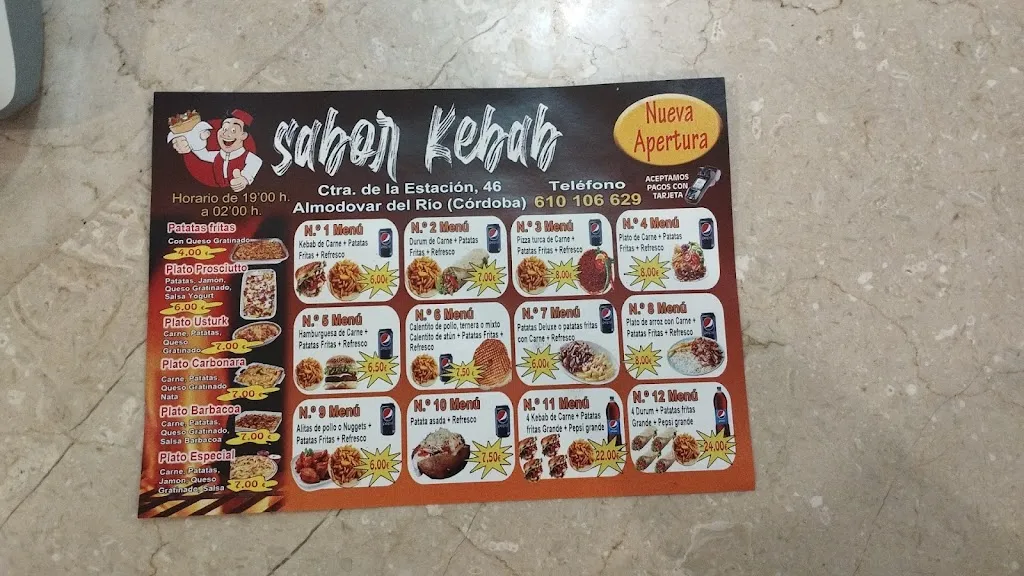 Sabor Kebab
Nueva
Apertura
Ctra. de la Estación, 46
Almodovar del Rio (Córdoba)
Teléfono
610 106 629
ACEPTAMOS
PAGOS CON
TARJETA
Horario de 19'00 h.
a 02'00 h.
Patatas fritas
Con Queso Gratinado
4.00 €
Plato Prosciutto
Patatas, Jamon,
Queso Gratinado,
Salsa Yogurt
6.00 €
Plato Usturk
Carne, Patatas,
Queso
Gratinado
7.00 €
Plato Carbonara
Carne, Patatas,
Queso Gratinado
Nata
7.00 €
Plato Barbacoa
Carne, Patatas,
Queso Gratinado,
Salsa Barbacoa
7.00 €
Plato Especial
Carne, Patatas,
Jamon, Queso
Gratinado, Salsa
7.00 €
N.º 1 Menú
Kebab de Carne + Patatas
Fritas + Refresco
6,00€
N.º 2 Menú
Durum de Carne + Patatas
Fritas + Refresco
7,00€
N.º 3 Menú
Pizza turca de Carne +
Patatas Fritas + Refresco
8,00€
N.º 4 Menú
Plato de Carne + Patatas
Fritas + Refresco
8,00€
N.º 5 Menú
Hamburguesa de Carne +
Patatas Fritas + Refresco
6,50€
N.º 6 Menú
Calentito de pollo, ternera o mixto
Calentito de atún + Patatas Fritas +
Refresco
7,50€
N.º 7 Menú
Patatas Deluxe o patatas fritas
con Carne + Refresco
6,00€
N.º 8 Menú
Plato de arros con Carne +
Patatas Fritas + Refresco
8,00€
N.º 9 Menú
Alitas de pollo o Nuggets +
Patatas Fritas + Refresco
6,00€
N.º 10 Menú
Patata asada + Refresco
7,50€
N.º 11 Menú
4 Kebab de Carne + Patatas
fritas Grande + Pepsi grande
22.00€
N.º 12 Menú
4 Durum + Patatas fritas
Grande + Pepsi grande
24.00€